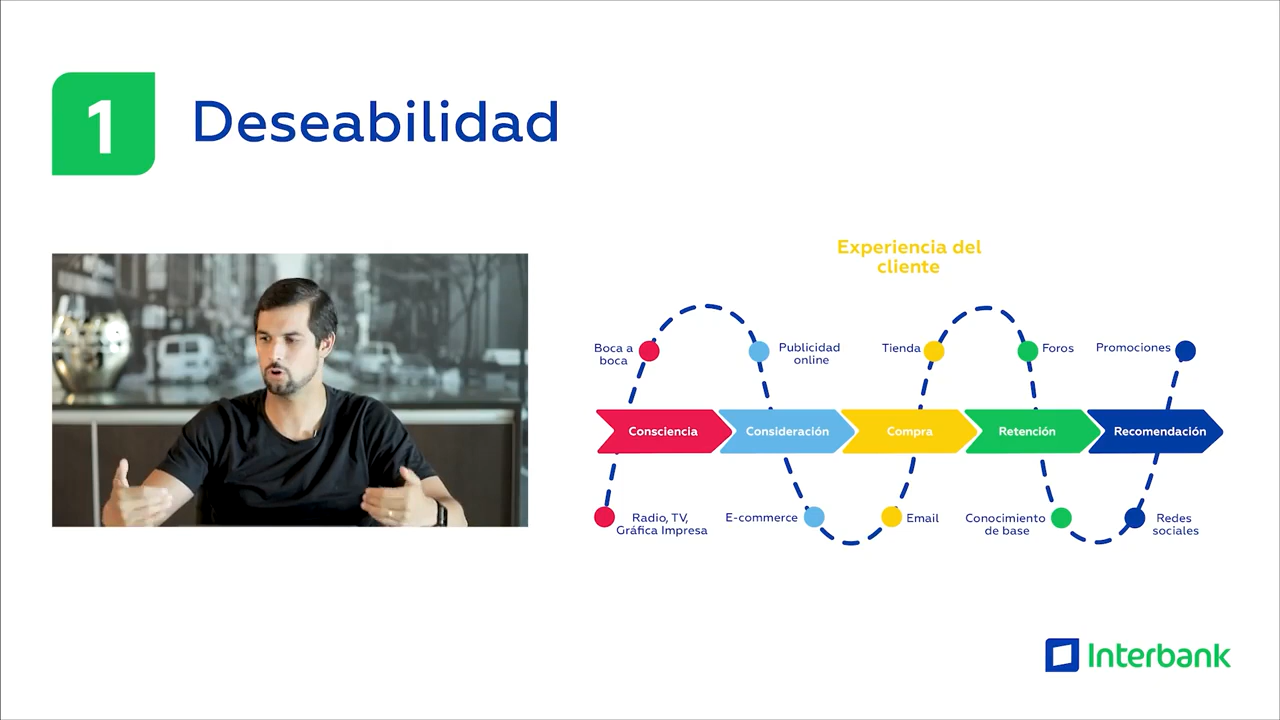 1
Deseabilidad
Experiencia del
cliente
Boca a
boca
Publicidad
online
Tienda
Foros
Promociones
Consciencia
Consideración
Compra
Retención
Recomendación
Radio, TV,
Gráfica Impresa
E-commerce
Email
Conocimiento
de base
Redes
sociales
Interbank